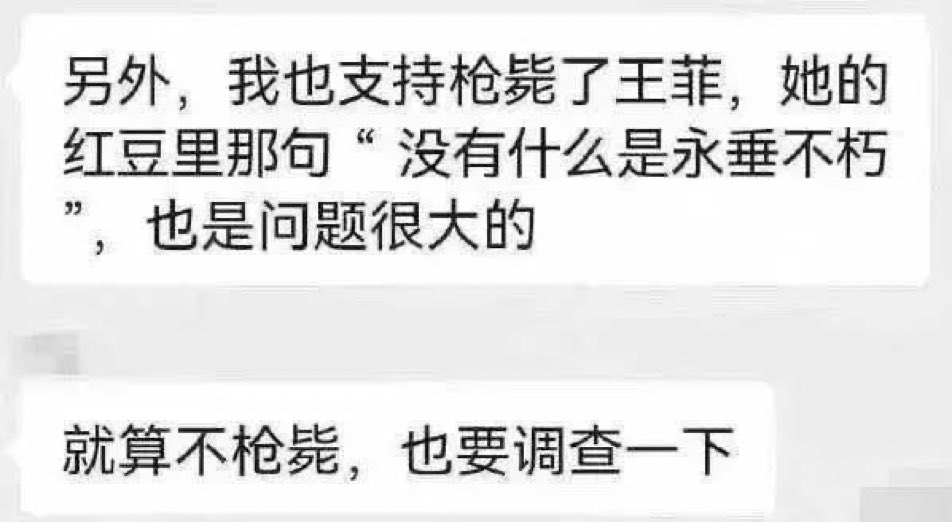 另外，我也支持枪毙了王菲，她的
红豆里那句“ 没有什么是永垂不朽
”，也是问题很大的
就算不枪毙，也要调查一下